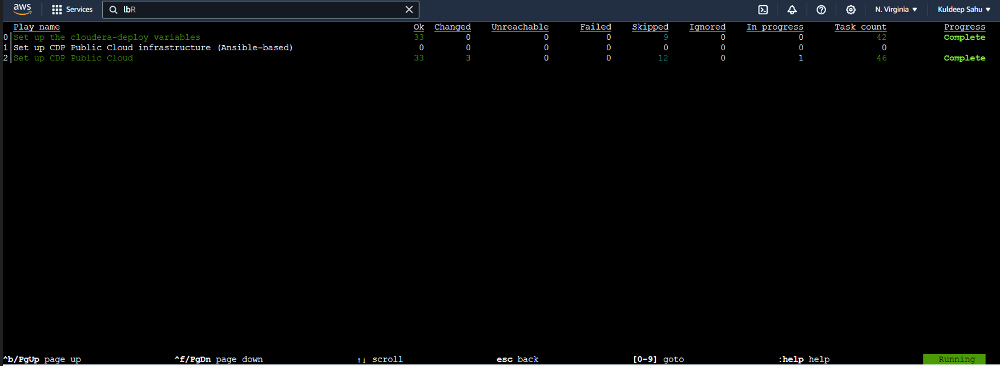 aws Services lbR N. Virginia ▼ Kuldeep Sahu ▼
Play name Ok Changed Unreachable Failed Skipped Ignored In progress Task count Progress
0│Set up the cloudera-deploy variables 33 0 0 0 9 0 0 42 Complete
1│Set up CDP Public Cloud infrastructure (Ansible-based) 0 0 0 0 0 0 0 0
2│Set up CDP Public Cloud 33 3 0 0 12 0 1 46 Complete
^b/PgUp page up ^f/PgDn page down ↑↓ scroll esc back [0-9] goto :help help Running